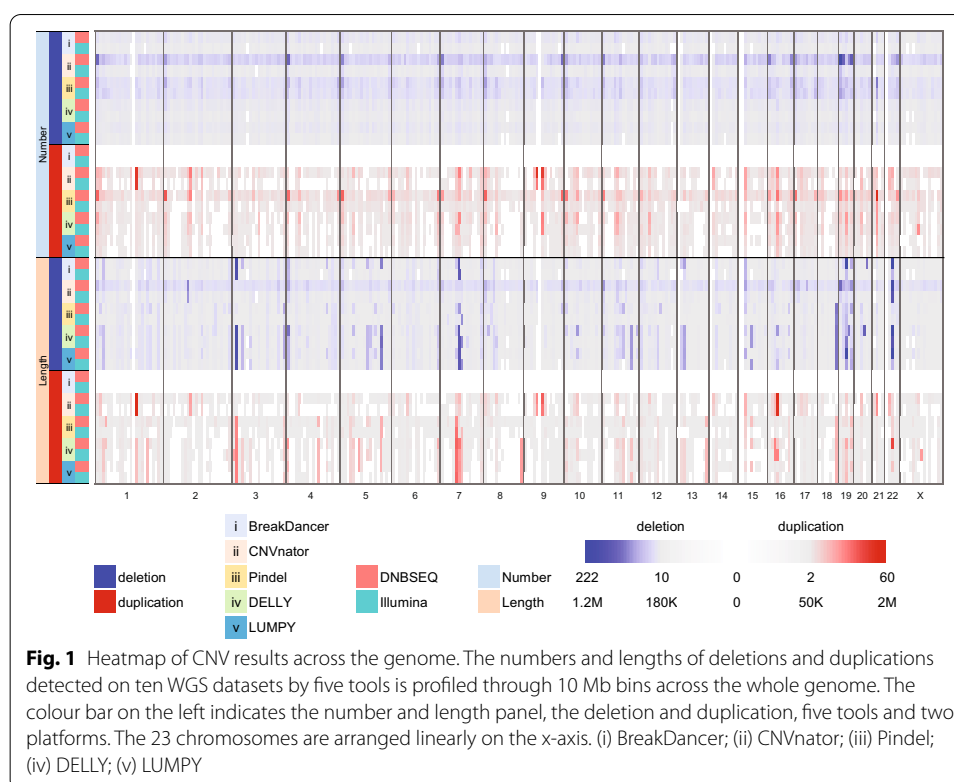 Number
i
ii
iii
iv
v
i
ii
iii
iv
v
Length
i
ii
iii
iv
v
i
ii
iii
iv
v
1 2 3 4 5 6 7 8 9 10 11 12 13 14 15 16 17 18 19 20 21 22 X
deletion
duplication
i BreakDancer
ii CNVnator
iii Pindel
iv DELLY
v LUMPY
DNBSEQ
Illumina
Number
Length
deletion duplication
222 10 0 2 60
1.2M 180K 0 50K 2M
Fig. 1 Heatmap of CNV results across the genome. The numbers and lengths of deletions and duplications
detected on ten WGS datasets by five tools is profiled through 10 Mb bins across the whole genome. The
colour bar on the left indicates the number and length panel, the deletion and duplication, five tools and two
platforms. The 23 chromosomes are arranged linearly on the x-axis. (i) BreakDancer; (ii) CNVnator; (iii) Pindel;
(iv) DELLY; (v) LUMPY